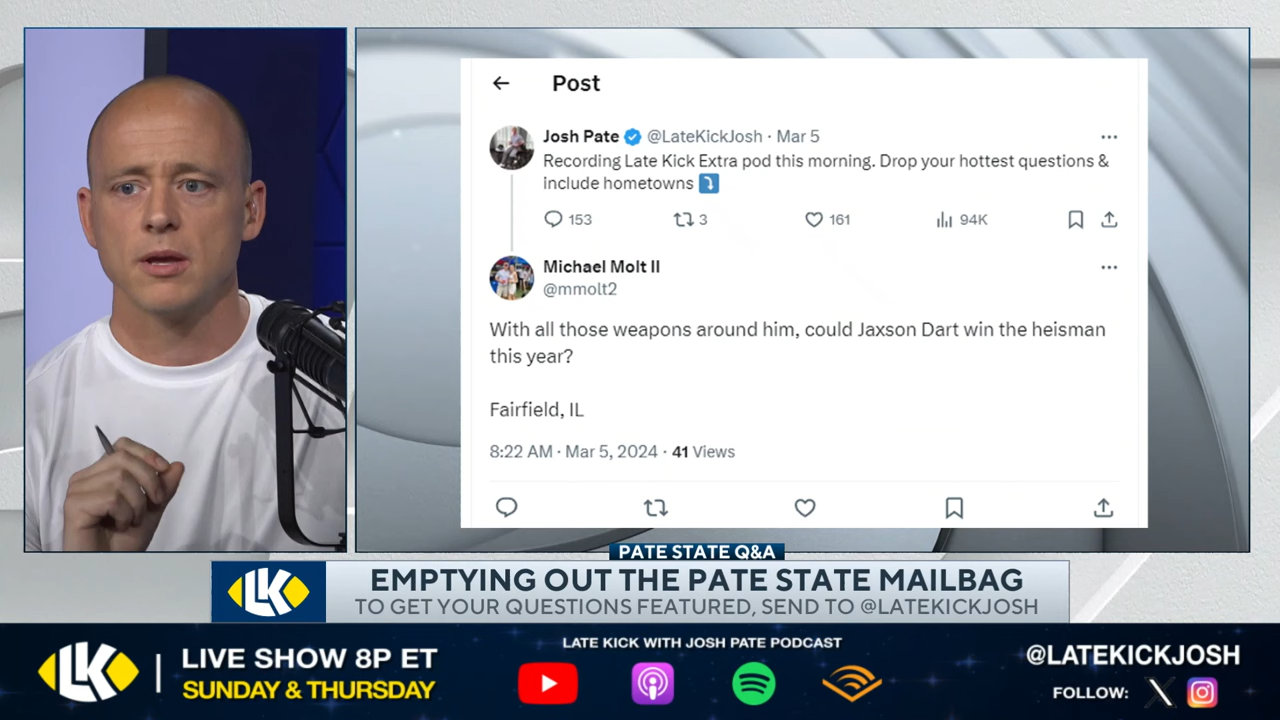 Post
Josh Pate @LateKickJosh · Mar 5
Recording Late Kick Extra pod this morning. Drop your hottest questions &
include hometowns
153 3 161 94K
Michael Molt II
@mmolt2
With all those weapons around him, could Jaxson Dart win the heisman
this year?
Fairfield, IL
8:22 AM · Mar 5, 2024 · 41 Views
PATE STATE Q&A
LK
EMPTYING OUT THE PATE STATE MAILBAG
TO GET YOUR QUESTIONS FEATURED, SEND TO @LATEKICKJOSH
LK
LIVE SHOW 8P ET
SUNDAY & THURSDAY
LATE KICK WITH JOSH PATE PODCAST
@LATEKICKJOSH
FOLLOW: X